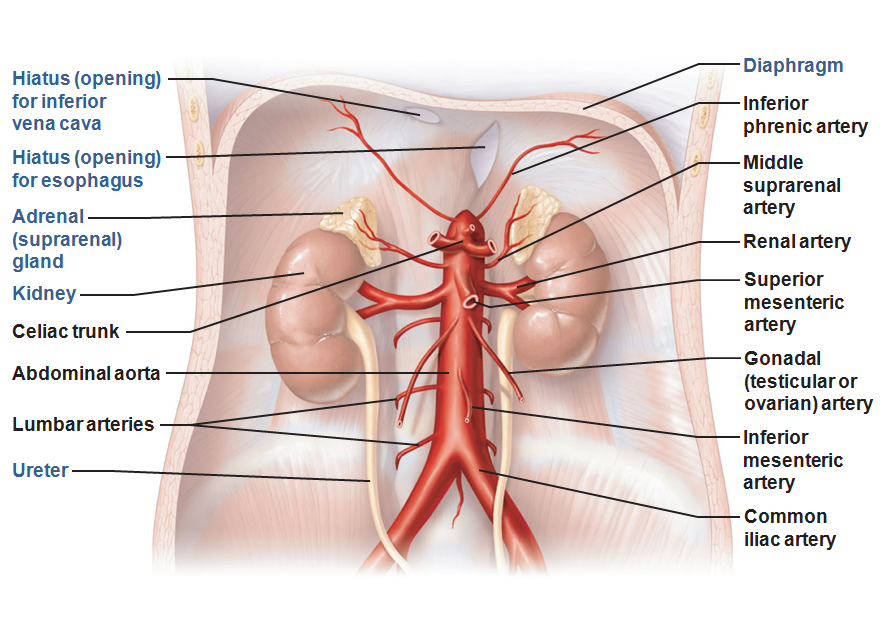 Hiatus (opening)
for inferior
vena cava
Hiatus (opening)
for esophagus
Adrenal
(suprarenal)
gland
Kidney
Celiac trunk
Abdominal aorta
Lumbar arteries
Ureter
Diaphragm
Inferior
phrenic artery
Middle
suprarenal
artery
Renal artery
Superior
mesenteric
artery
Gonadal
(testicular or
ovarian) artery
Inferior
mesenteric
artery
Common
iliac artery